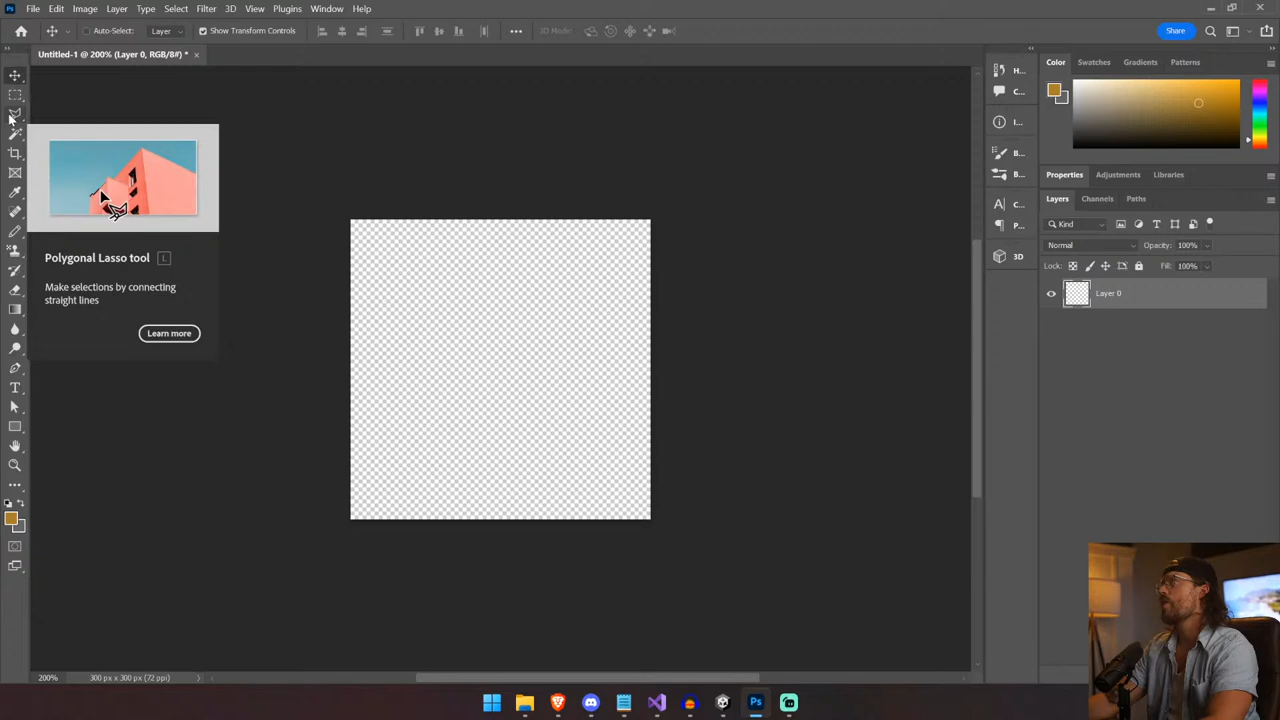 Ps File Edit Image Layer Type Select Filter 3D View Plugins Window Help
Auto-Select: Layer Show Transform Controls 3D Mode: Share
Untitled-1 @ 200% (Layer 0, RGB/8#) * ×
Color Swatches Gradients Patterns
H...
C...
I...
B...
B...
C...
P...
3D
Properties Adjustments Libraries
Layers Channels Paths
Kind
Normal Opacity: 100%
Lock: Fill: 100%
Layer 0
Polygonal Lasso tool L
Make selections by connecting
straight lines
Learn more
T
200% 300 px x 300 px (72 ppi)
Ps